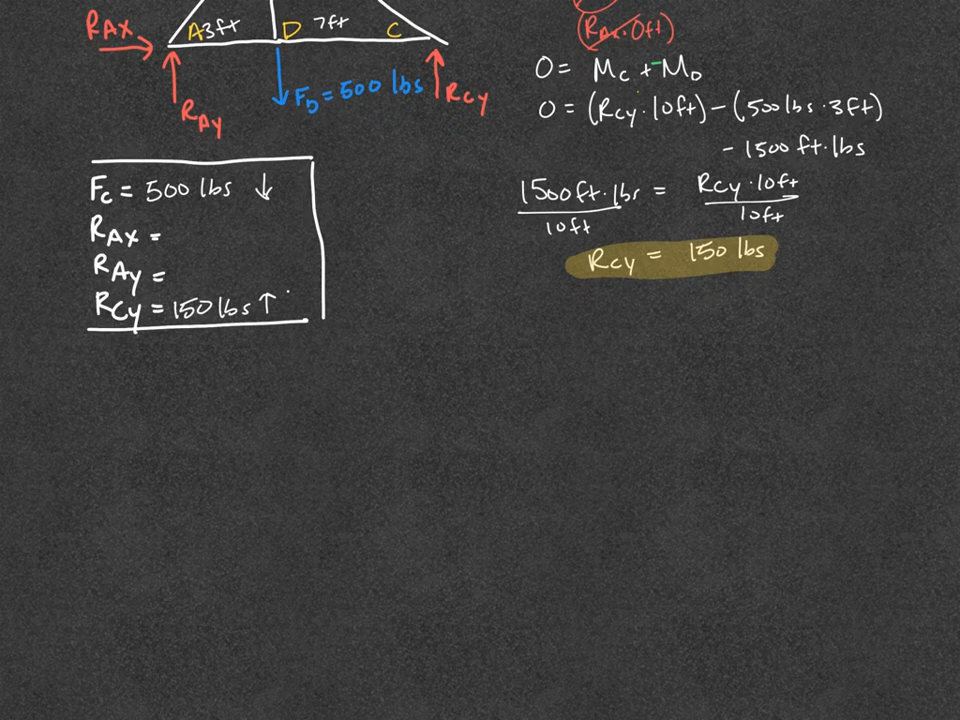 RAx
A 3ft D 7ft C
RAy
FD = 500 lbs
RCy
FC = 500 lbs ↓
RAx =
RAy =
RCy = 150 lbs ↑
(RAx · 0ft)
0 = MC + -MD
0 = (RCy · 10ft) - (500 lbs · 3ft)
- 1500 ft·lbs
1500 ft·lbs = RCy · 10ft
10ft 10ft
RCy = 150 lbs